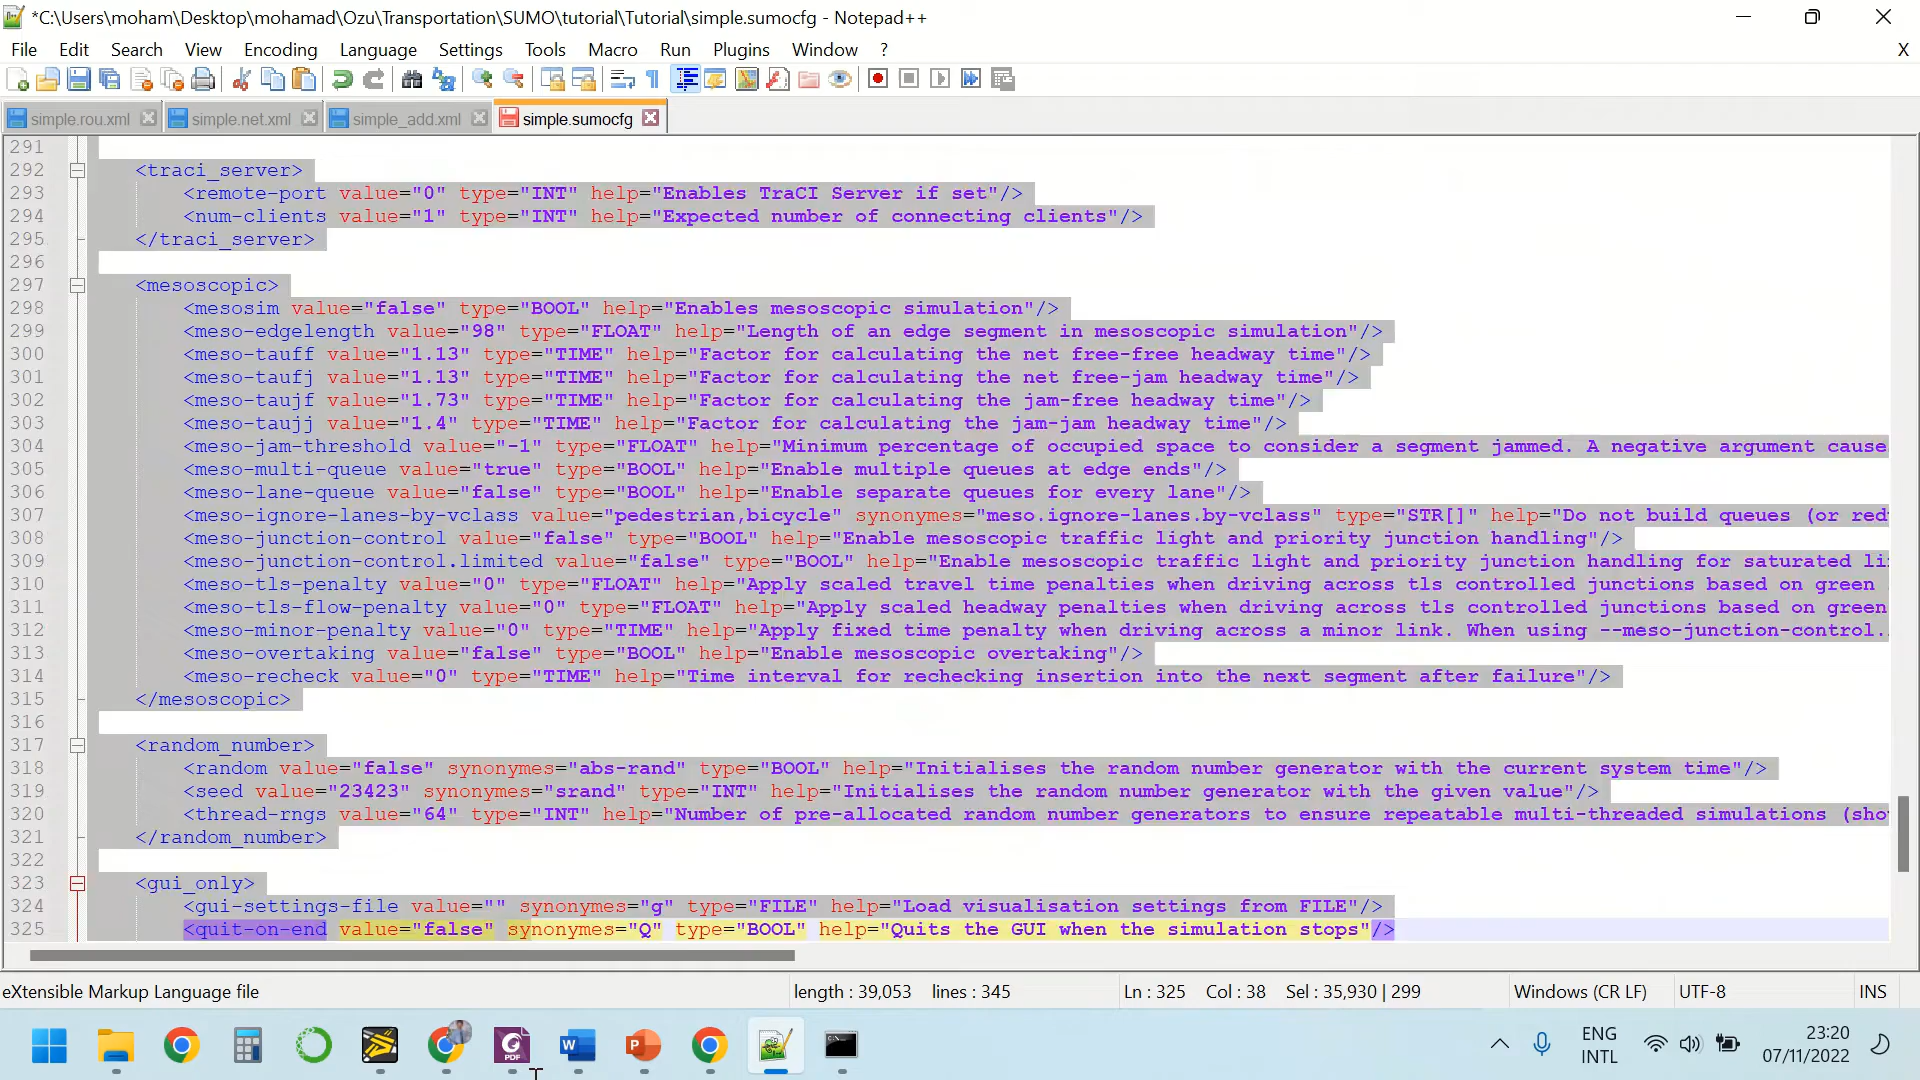 *C:\Users\moham\Desktop\mohamad\Ozu\Transportation\SUMO\tutorial\Tutorial\simple.sumocfg - Notepad++
File Edit Search View Encoding Language Settings Tools Macro Run Plugins Window ? X
simple.rou.xml simple.net.xml simple_add.xml simple.sumocfg
291
292 <traci_server>
293 <remote-port value="0" type="INT" help="Enables TraCI Server if set"/>
294 <num-clients value="1" type="INT" help="Expected number of connecting clients"/>
295 </traci_server>
296
297 <mesoscopic>
298 <mesosim value="false" type="BOOL" help="Enables mesoscopic simulation"/>
299 <meso-edgelength value="98" type="FLOAT" help="Length of an edge segment in mesoscopic simulation"/>
300 <meso-tauff value="1.13" type="TIME" help="Factor for calculating the net free-free headway time"/>
301 <meso-taufj value="1.13" type="TIME" help="Factor for calculating the net free-jam headway time"/>
302 <meso-taujf value="1.73" type="TIME" help="Factor for calculating the jam-free headway time"/>
303 <meso-taujj value="1.4" type="TIME" help="Factor for calculating the jam-jam headway time"/>
304 <meso-jam-threshold value="-1" type="FLOAT" help="Minimum percentage of occupied space to consider a segment jammed. A negative argument cause
305 <meso-multi-queue value="true" type="BOOL" help="Enable multiple queues at edge ends"/>
306 <meso-lane-queue value="false" type="BOOL" help="Enable separate queues for every lane"/>
307 <meso-ignore-lanes-by-vclass value="pedestrian,bicycle" synonymes="meso.ignore-lanes.by-vclass" type="STR[]" help="Do not build queues (or red
308 <meso-junction-control value="false" type="BOOL" help="Enable mesoscopic traffic light and priority junction handling"/>
309 <meso-junction-control.limited value="false" type="BOOL" help="Enable mesoscopic traffic light and priority junction handling for saturated li
310 <meso-tls-penalty value="0" type="FLOAT" help="Apply scaled travel time penalties when driving across tls controlled junctions based on green
311 <meso-tls-flow-penalty value="0" type="FLOAT" help="Apply scaled headway penalties when driving across tls controlled junctions based on green
312 <meso-minor-penalty value="0" type="TIME" help="Apply fixed time penalty when driving across a minor link. When using --meso-junction-control.
313 <meso-overtaking value="false" type="BOOL" help="Enable mesoscopic overtaking"/>
314 <meso-recheck value="0" type="TIME" help="Time interval for rechecking insertion into the next segment after failure"/>
315 </mesoscopic>
316
317 <random_number>
318 <random value="false" synonymes="abs-rand" type="BOOL" help="Initialises the random number generator with the current system time"/>
319 <seed value="23423" synonymes="srand" type="INT" help="Initialises the random number generator with the given value"/>
320 <thread-rngs value="64" type="INT" help="Number of pre-allocated random number generators to ensure repeatable multi-threaded simulations (sho
321 </random_number>
322
323 <gui_only>
324 <gui-settings-file value="" synonymes="g" type="FILE" help="Load visualisation settings from FILE"/>
325 <quit-on-end value="false" synonymes="Q" type="BOOL" help="Quits the GUI when the simulation stops"/>
eXtensible Markup Language file length : 39,053 lines : 345 Ln : 325 Col : 38 Sel : 35,930 | 299 Windows (CR LF) UTF-8 INS
ENG 23:20
INTL 07/11/2022